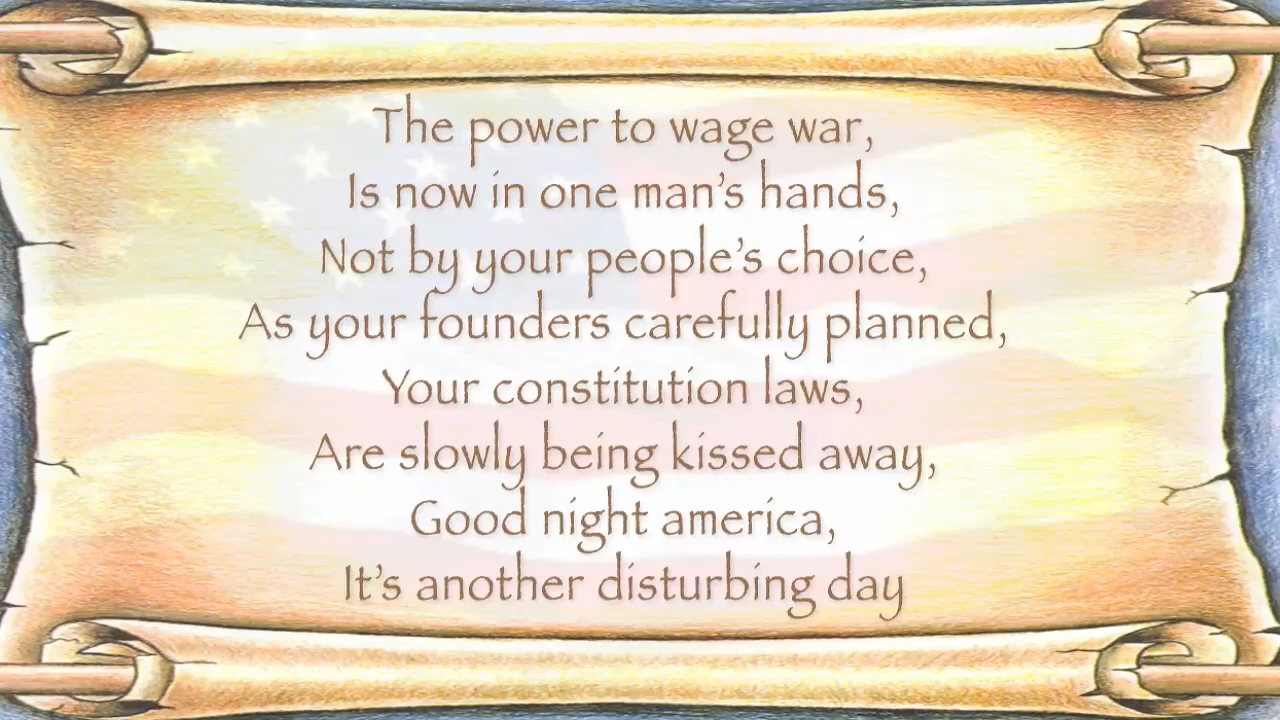 The power to wage war,
Is now in one man's hands,
Not by your people's choice,
As your founders carefully planned,
Your constitution laws,
Are slowly being kissed away,
Good night america,
It's another disturbing day